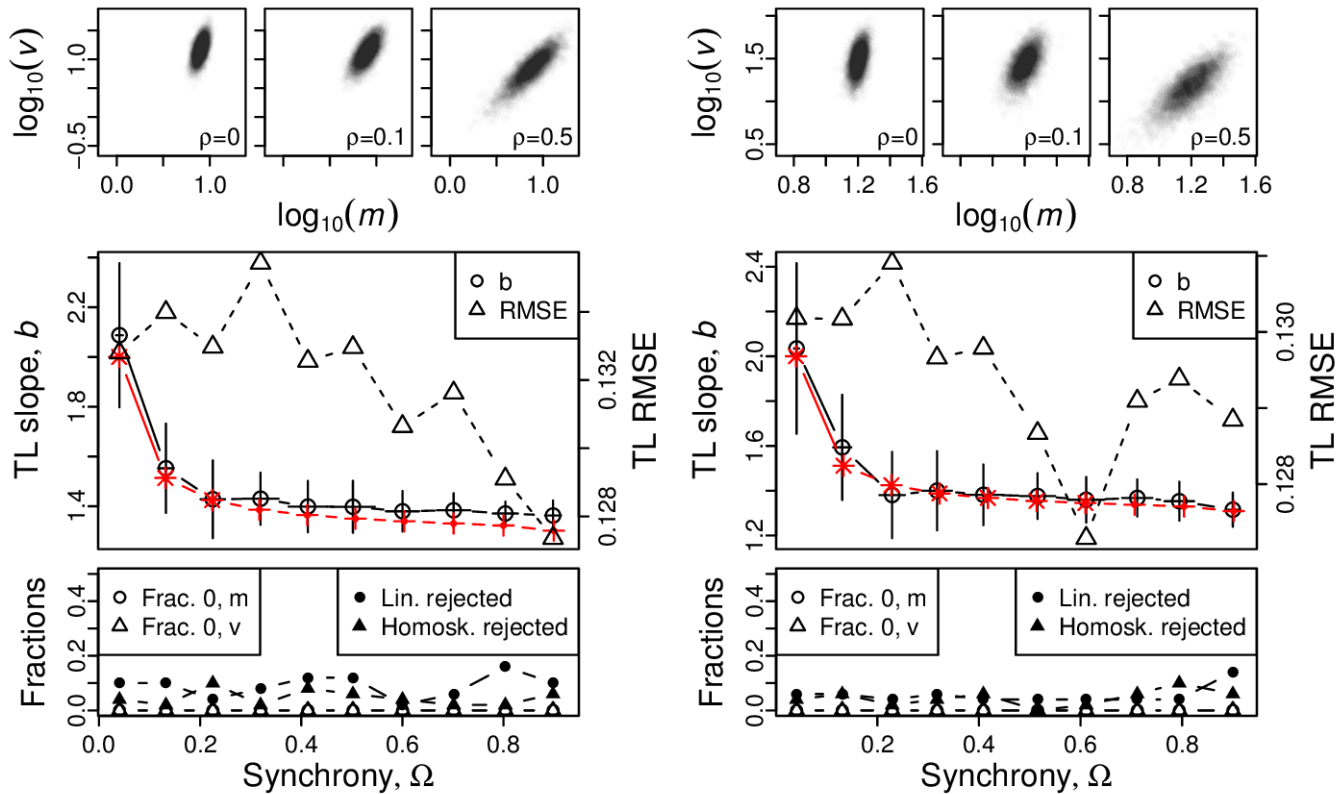 log10(v)
1.0
−0.5
ρ=0
ρ=0.1
ρ=0.5
0.0
1.0
0.0
1.0
log10(m)
TL slope, b
2.2
1.8
1.4
b
RMSE
0.132
0.128
TL RMSE
Fractions
0.4
0.2
0.0
Frac. 0, m
Frac. 0, v
Lin. rejected
Homosk. rejected
0.0
0.2
0.4
0.6
0.8
Synchrony, Ω
log10(v)
1.5
0.5
ρ=0
ρ=0.1
ρ=0.5
0.8
1.2
1.6
0.8
1.2
1.6
log10(m)
TL slope, b
2.4
2.0
1.6
1.2
b
RMSE
0.130
0.128
TL RMSE
Fractions
0.4
0.2
0.0
Frac. 0, m
Frac. 0, v
Lin. rejected
Homosk. rejected
0.2
0.4
0.6
0.8
Synchrony, Ω